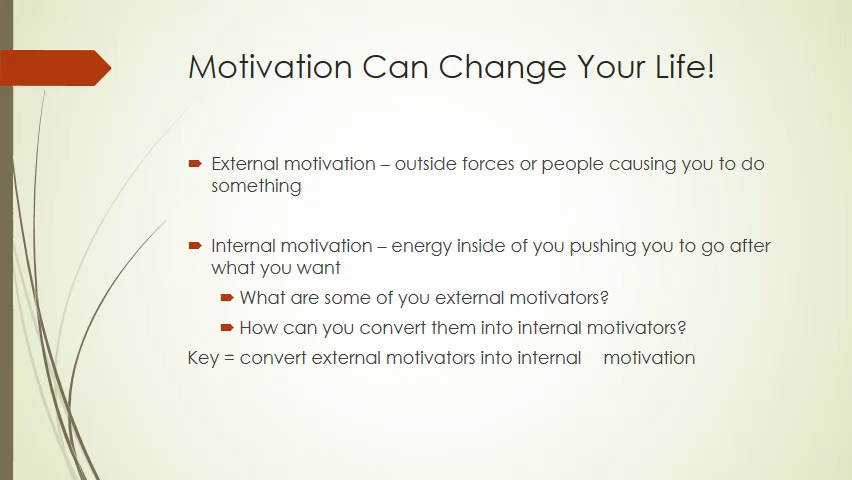 Motivation Can Change Your Life!
External motivation – outside forces or people causing you to do
something
Internal motivation – energy inside of you pushing you to go after
what you want
What are some of you external motivators?
How can you convert them into internal motivators?
Key = convert external motivators into internal    motivation